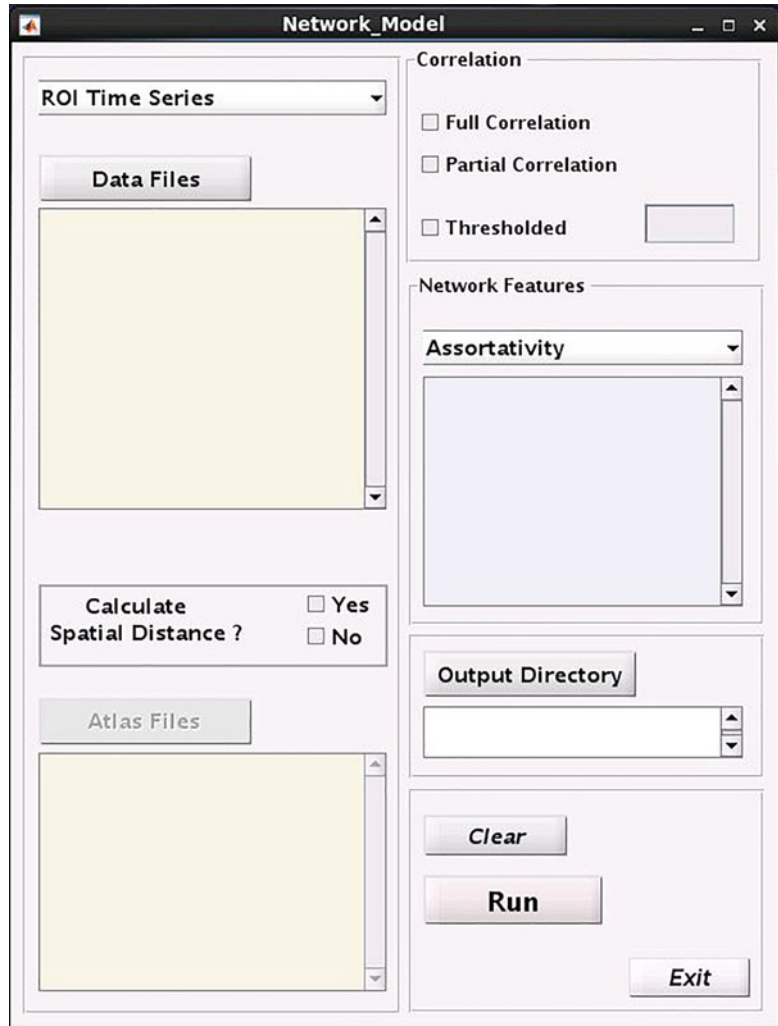 Network_Model
ROI Time Series
Data Files
Calculate
Spatial Distance ?
Yes
No
Atlas Files
Correlation
Full Correlation
Partial Correlation
Thresholded
Network Features
Assortativity
Output Directory
Clear
Run
Exit